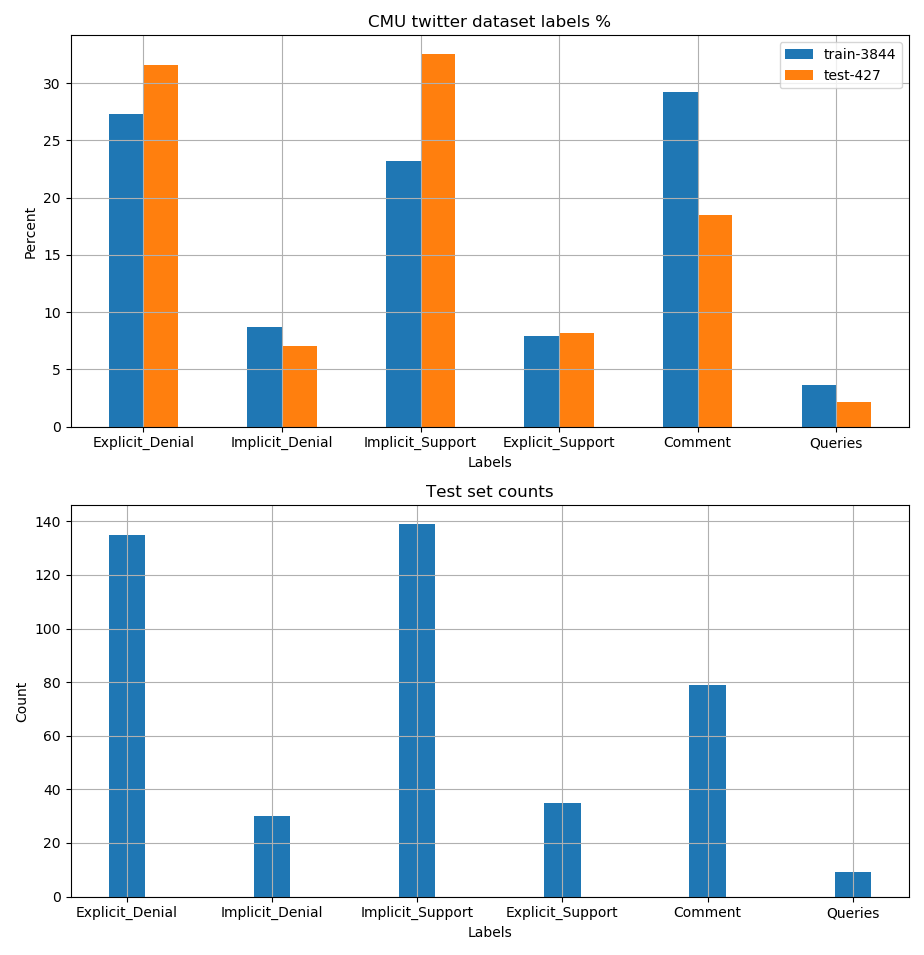 CMU twitter dataset labels %
train-3844
test-427
30
25
20
15
10
5
0
Percent
Explicit_Denial Implicit_Denial Implicit_Support Explicit_Support Comment Queries
Labels
Test set counts
140
120
100
80
60
40
20
0
Count
Explicit_Denial Implicit_Denial Implicit_Support Explicit_Support Comment Queries
Labels